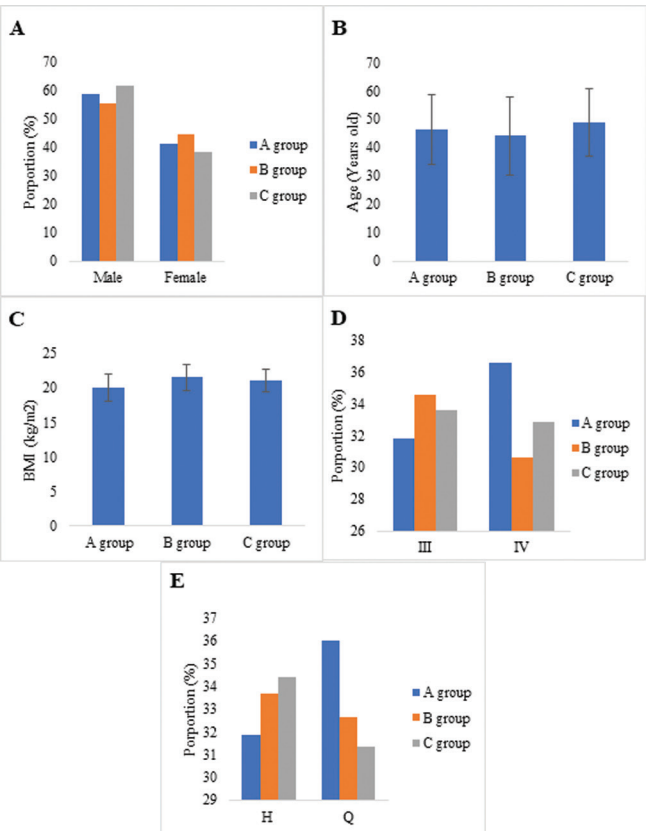 A
Porportion (%)
70
60
50
40
30
20
10
0
Male Female
A group
B group
C group
B
Age (Years old)
70
60
50
40
30
20
10
0
A group B group C group
C
BMI (kg/m2)
25
20
15
10
5
0
A group B group C group
D
Porportion (%)
38
36
34
32
30
28
26
III IV
A group
B group
C group
E
Porportion (%)
37
36
35
34
33
32
31
30
29
H Q
A group
B group
C group